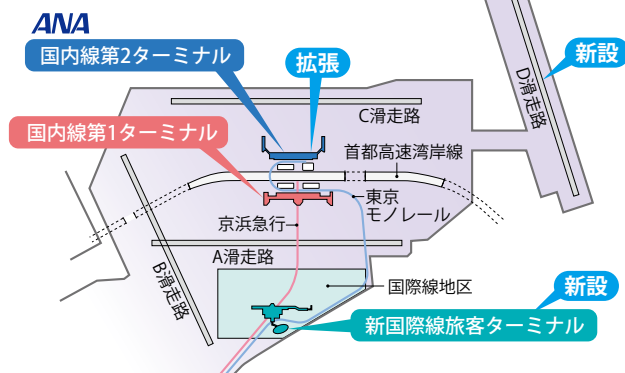 ANA
国内線第2ターミナル
拡張
新設
C滑走路
D滑走路
国内線第1ターミナル
首都高速湾岸線
京浜急行
東京
モノレール
A滑走路
B滑走路
国際線地区
新設
新国際線旅客ターミナル